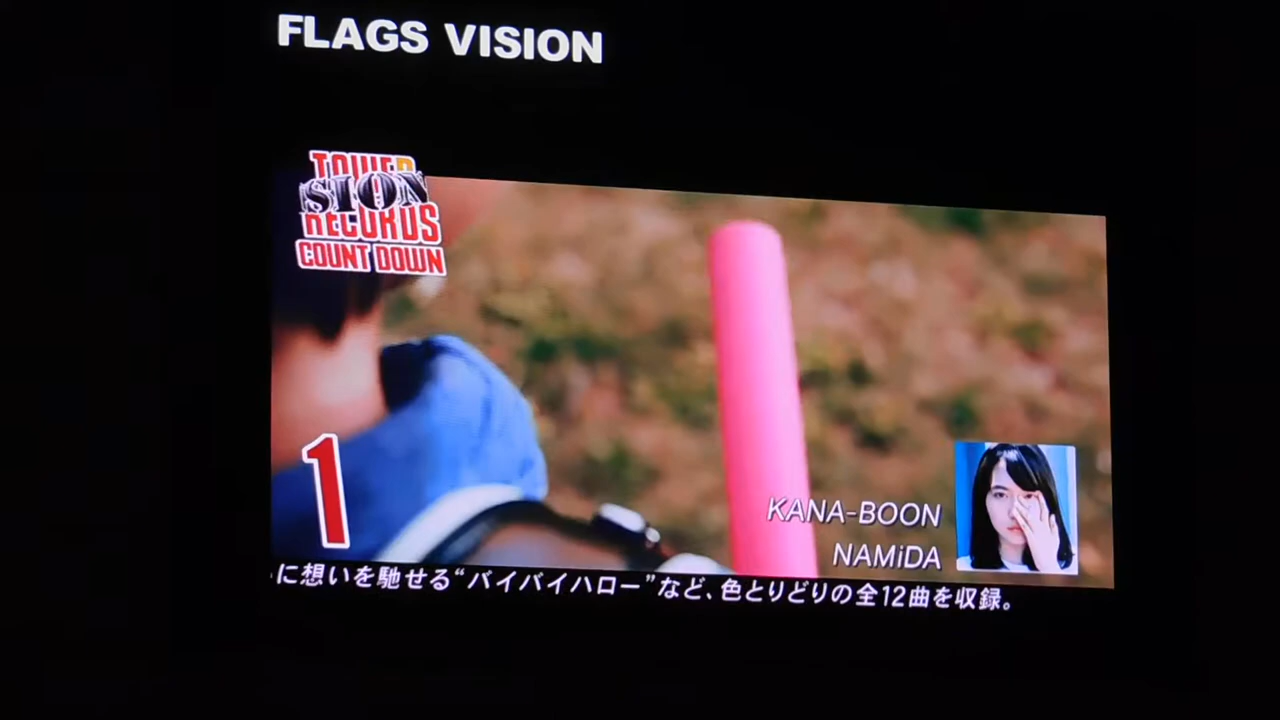 FLAGS VISION
TOWER
SION
RECORDS
COUNT DOWN
1
KANA-BOON
NAMiDA
に想いを馳せる“バイバイハロー”など、色とりどりの全12曲を収録。